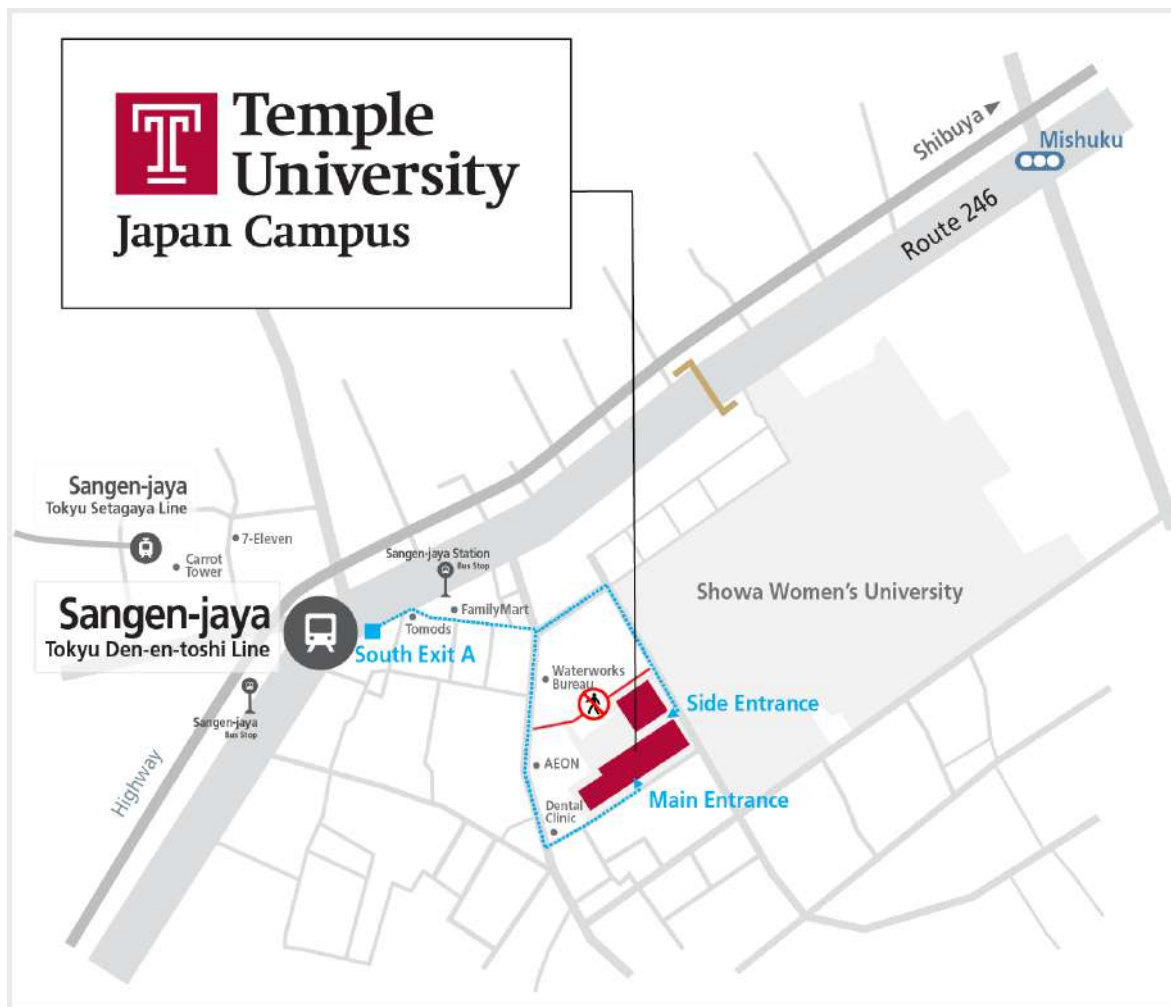 Temple
University
Japan Campus
Shibuya
Mishuku
Route 246
Sangen-jaya
Tokyu Setagaya Line
7-Eleven
Carrot
Tower
Sangen-jaya Station
Bus Stop
FamilyMart
Tomods
Sangen-jaya
Tokyu Den-en-toshi Line
South Exit A
Showa Women's University
Waterworks
Bureau
Sangen-jaya
Bus Stop
Side Entrance
AEON
Main Entrance
Highway
Dental
Clinic